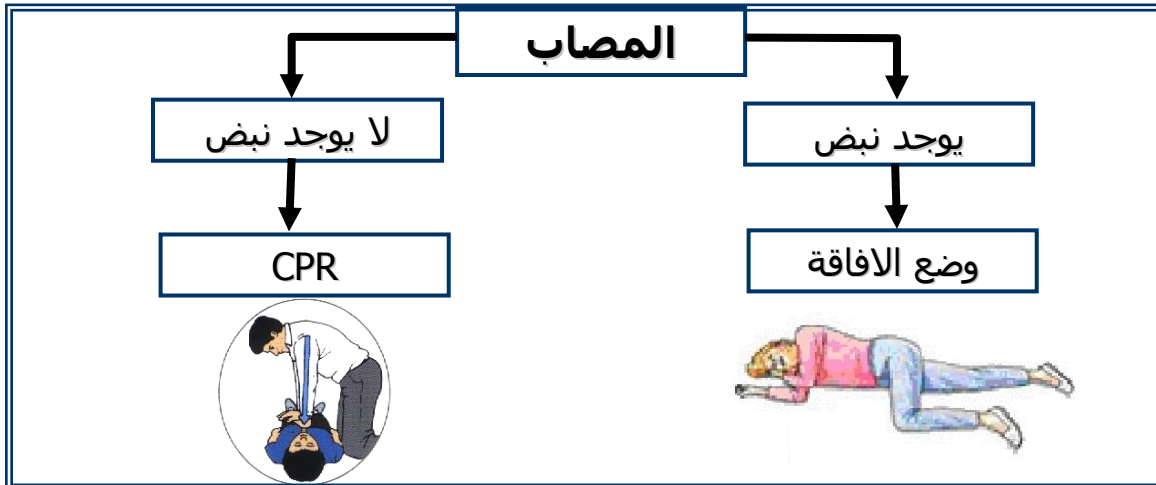 المصاب
يوجد نبض
لا يوجد نبض
وضع الافاقة
CPR